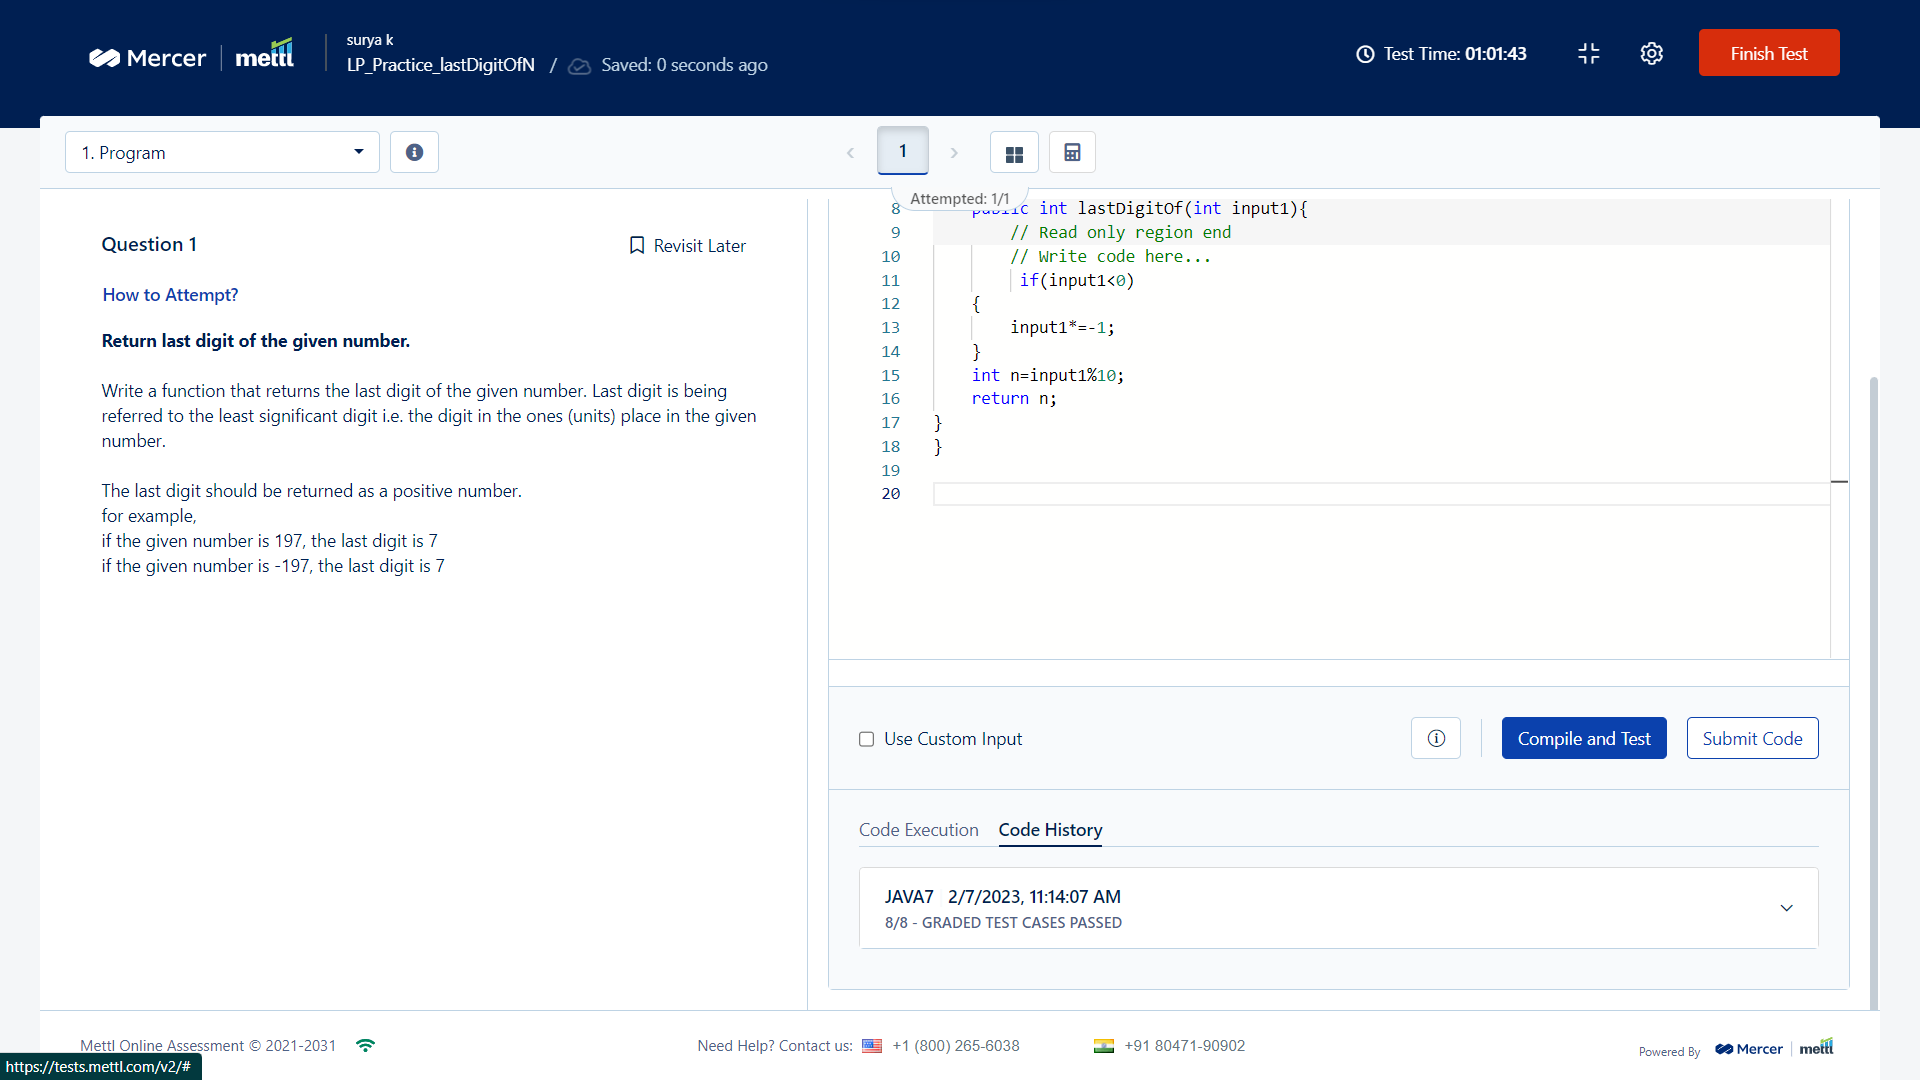 Mercer mettl
surya k
LP_Practice_lastDigitOfN / Saved: 0 seconds ago
Test Time: 01:01:43
Finish Test
1. Program
1
Attempted: 1/1
Question 1
Revisit Later
How to Attempt?
Return last digit of the given number.
Write a function that returns the last digit of the given number. Last digit is being
referred to the least significant digit i.e. the digit in the ones (units) place in the given
number.
The last digit should be returned as a positive number.
for example,
if the given number is 197, the last digit is 7
if the given number is -197, the last digit is 7
8 public int lastDigitOf(int input1){
9 // Read only region end
10 // Write code here...
11 if(input1<0)
12 {
13 input1*=-1;
14 }
15 int n=input1%10;
16 return n;
17 }
18 }
19
20
Use Custom Input
Compile and Test
Submit Code
Code Execution
Code History
JAVA7 2/7/2023, 11:14:07 AM
8/8 - GRADED TEST CASES PASSED
Mettl Online Assessment © 2021-2031
Need Help? Contact us: +1 (800) 265-6038
+91 80471-90902
Powered By Mercer mettl
https://tests.mettl.com/v2/#